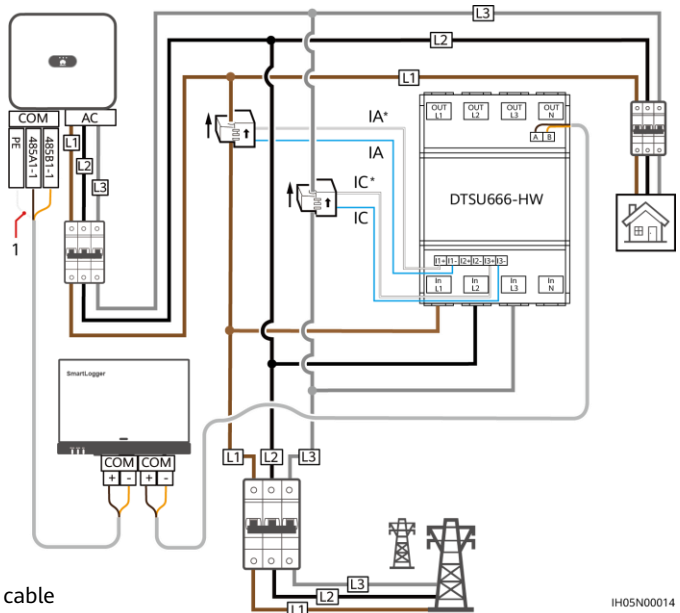 L3
L2
L1
COM
AC
PE
485A1-1
485B1-1
L1
L2
L3
1
IA*
IA
IC*
IC
OUT L1
OUT L2
OUT L3
OUT N
A B
DTSU666-HW
I1+ I1- I2+ I2- I3+ I3-
In L1
In L2
In L3
In N
SmartLogger
COM COM
+ - + -
L1
L2
L3
L3
L2
L1
cable
IH05N00014